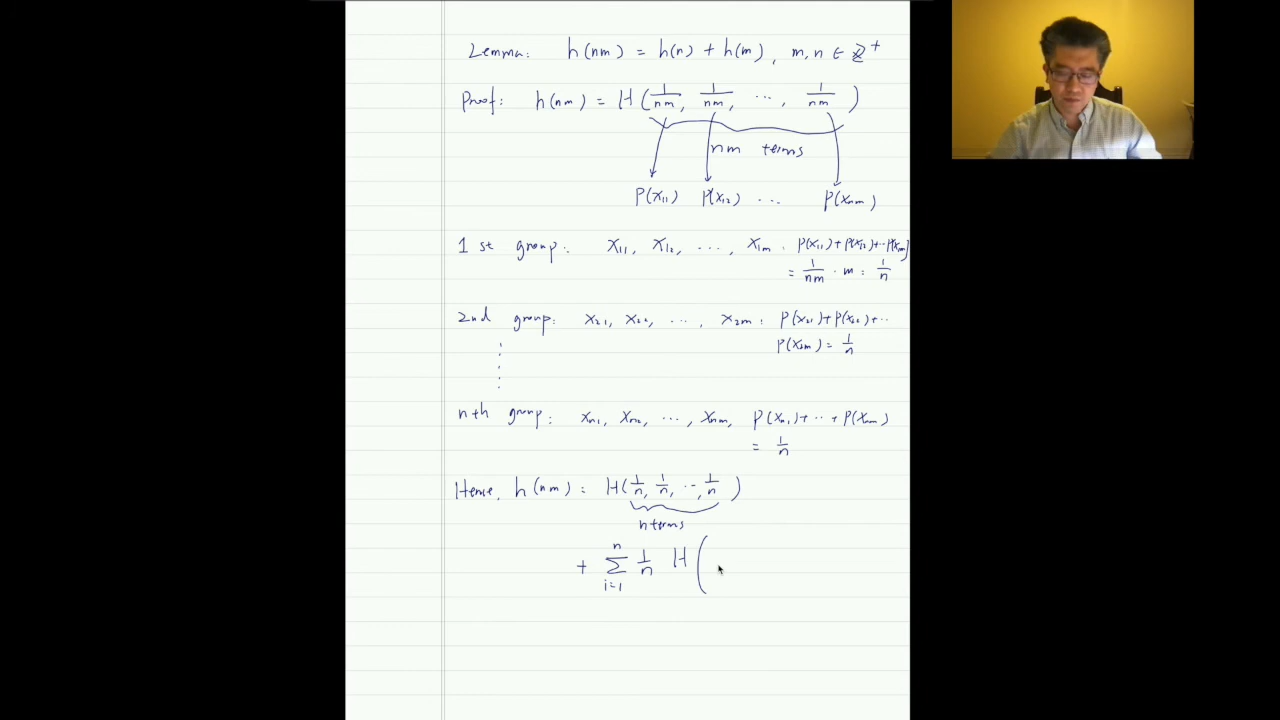 Lemma: h(nm) = h(n) + h(m), m, n ∈ ℤ⁺
Proof: h(nm) = H(1/nm, 1/nm, ..., 1/nm)
nm terms
P(x₁₁) P(x₁₂) ... P(xₙₘ)
1st group: x₁₁, x₁₂, ..., x₁ₘ : P(x₁₁)+P(x₁₂)+..P(x₁ₘ)
= 1/nm · m = 1/n
2nd group: x₂₁, x₂₂, ..., x₂ₘ : P(x₂₁)+P(x₂₂)+..
P(x₂ₘ) = 1/n
nth group: xₙ₁, xₙ₂, ..., xₙₘ, P(xₙ₁)+..+P(xₙₘ)
= 1/n
Hence, h(nm) = H(1/n, 1/n, .., 1/n)
n terms
+ ∑ᵢ₌₁ⁿ 1/n H(